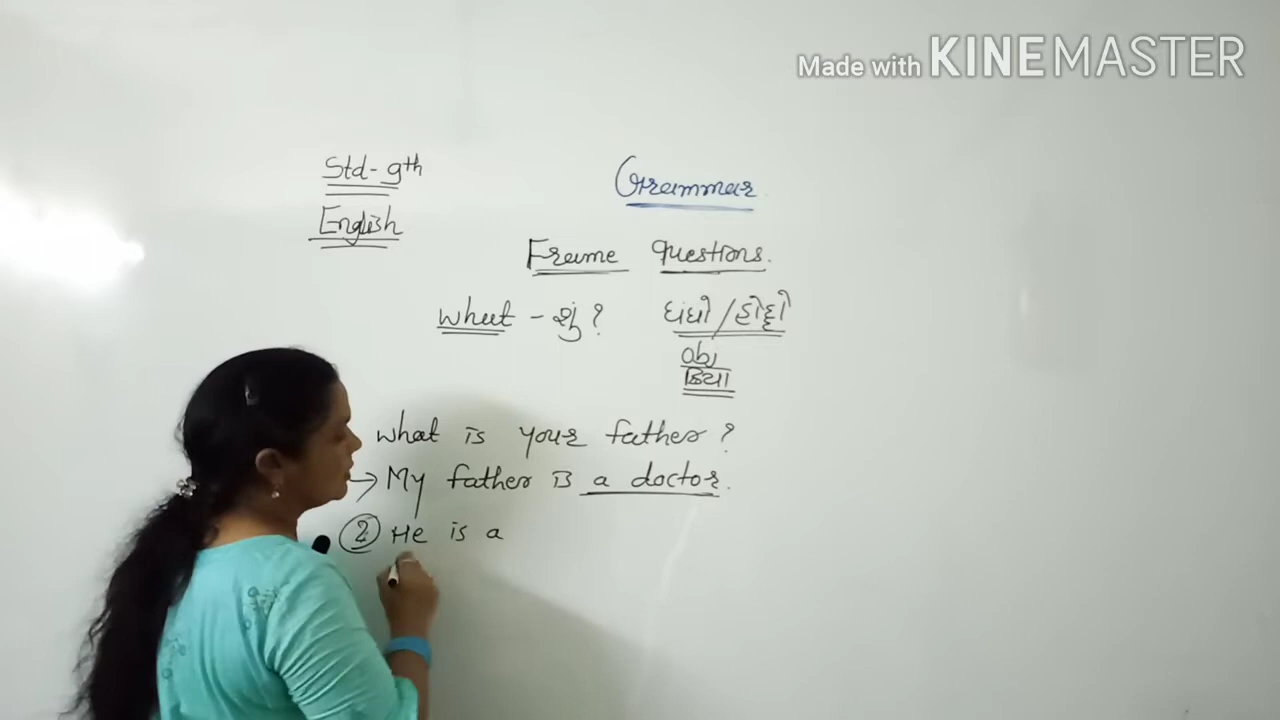 Made with KINEMASTER
Std-9th
Grammar
English
Frame Questions.
what - શું ? ધંધો / હોદ્દો
obj
ક્રિયા
what is your father ?
→ My father is a doctor.
② He is a